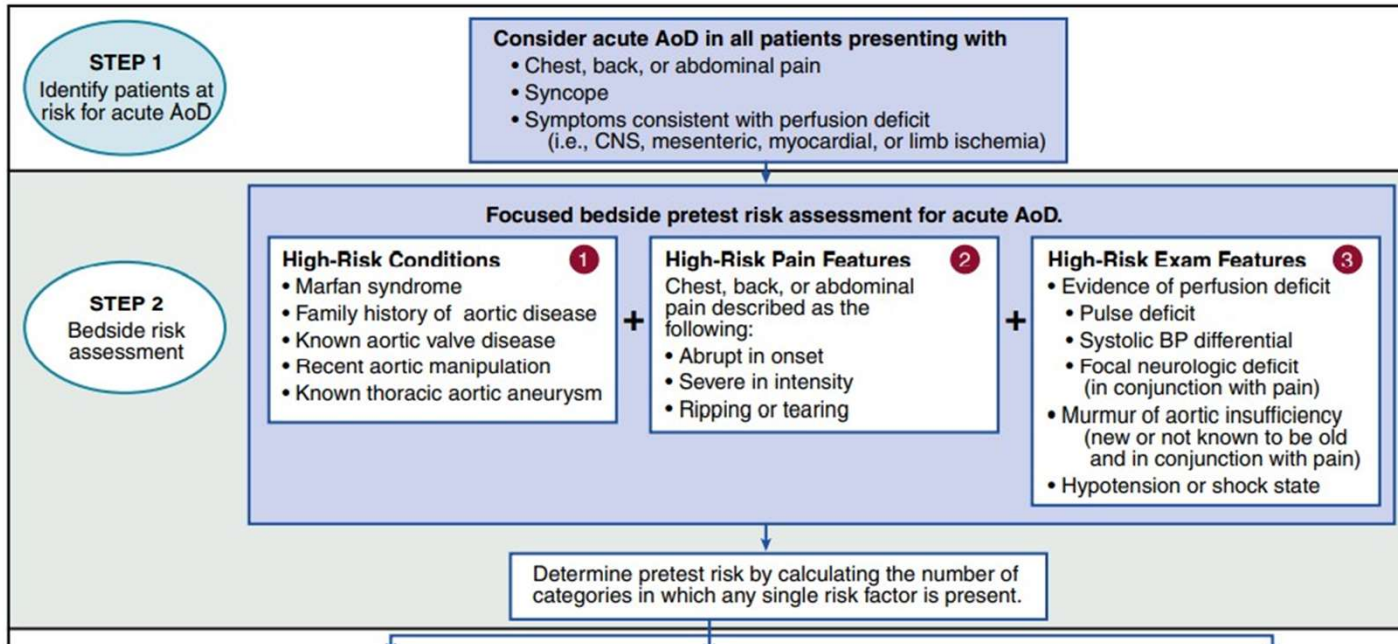 STEP 1
Identify patients at
risk for acute AoD
Consider acute AoD in all patients presenting with
• Chest, back, or abdominal pain
• Syncope
• Symptoms consistent with perfusion deficit
(i.e., CNS, mesenteric, myocardial, or limb ischemia)
STEP 2
Bedside risk
assessment
Focused bedside pretest risk assessment for acute AoD.
High-Risk Conditions 1
• Marfan syndrome
• Family history of aortic disease
• Known aortic valve disease
• Recent aortic manipulation
• Known thoracic aortic aneurysm
+
High-Risk Pain Features 2
Chest, back, or abdominal
pain described as the
following:
• Abrupt in onset
• Severe in intensity
• Ripping or tearing
+
High-Risk Exam Features 3
• Evidence of perfusion deficit
• Pulse deficit
• Systolic BP differential
• Focal neurologic deficit
(in conjunction with pain)
• Murmur of aortic insufficiency
(new or not known to be old
and in conjunction with pain)
• Hypotension or shock state
Determine pretest risk by calculating the number of
categories in which any single risk factor is present.